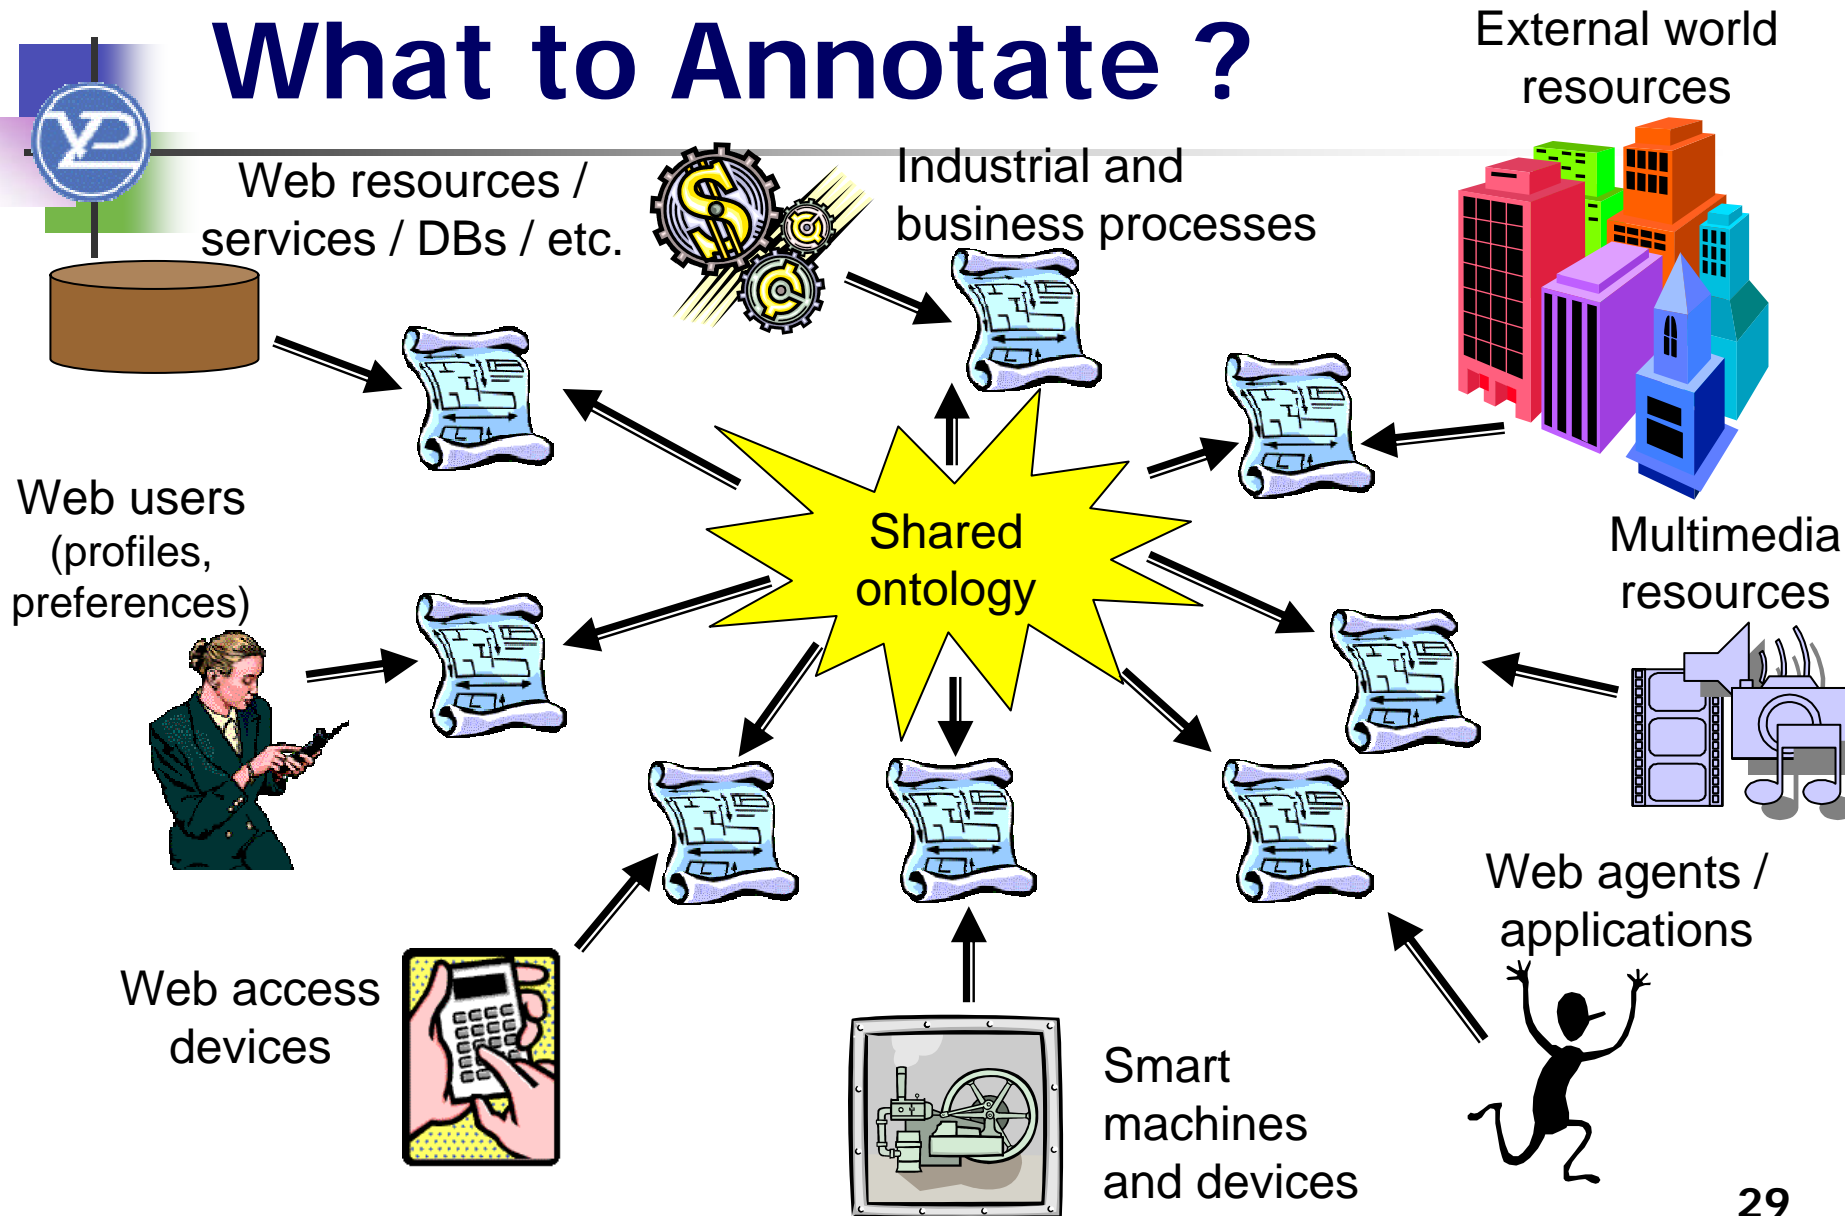 What to Annotate ?
External world
resources
Web resources /
services / DBs / etc.
Industrial and
business processes
Web users
(profiles,
preferences)
Shared
ontology
Multimedia
resources
Web agents /
applications
Web access
devices
Smart
machines
and devices
29